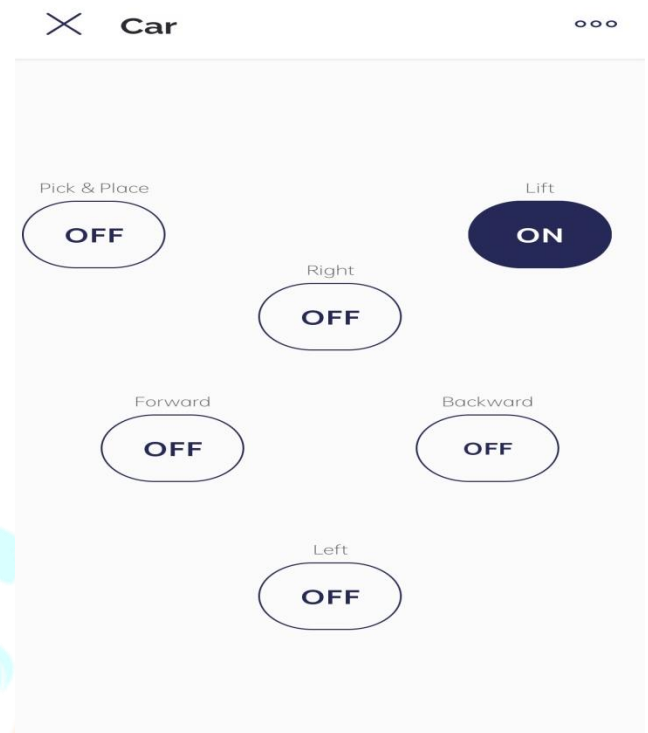 Car
Pick & Place
Lift
OFF
ON
Right
OFF
Forward
Backward
OFF
OFF
Left
OFF